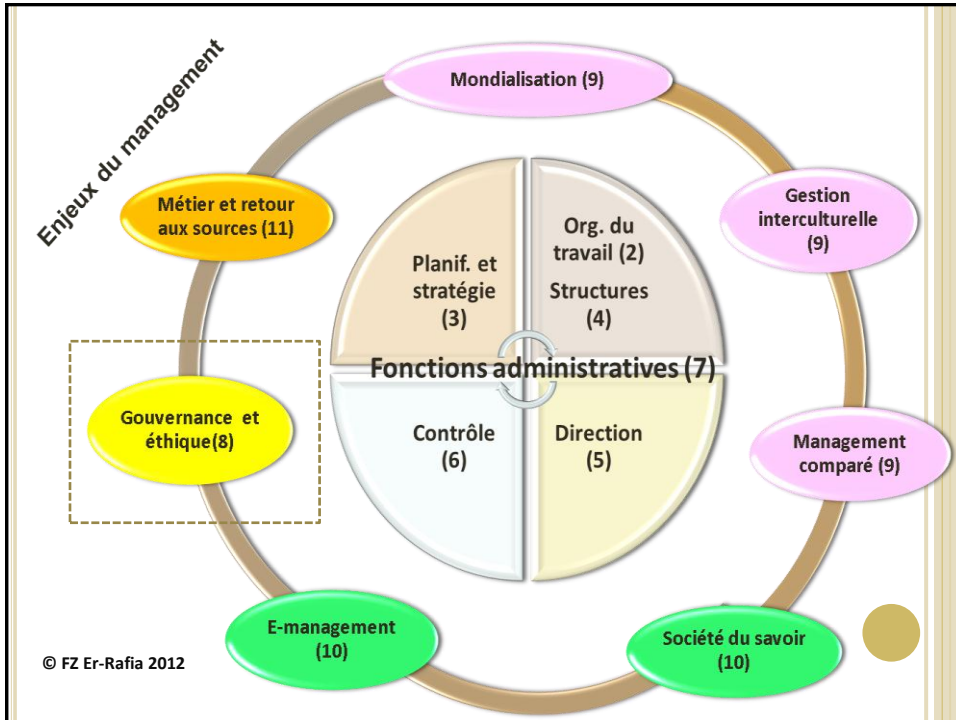 Enjeux du management
Mondialisation (9)
Métier et retour
aux sources (11)
Gestion
interculturelle
(9)
Planif. et
stratégie
(3)
Org. du
travail (2)
Structures
(4)
Fonctions administratives (7)
Gouvernance et
éthique(8)
Contrôle
(6)
Direction
(5)
Management
comparé (9)
E-management
(10)
Société du savoir
(10)
© FZ Er-Rafia 2012